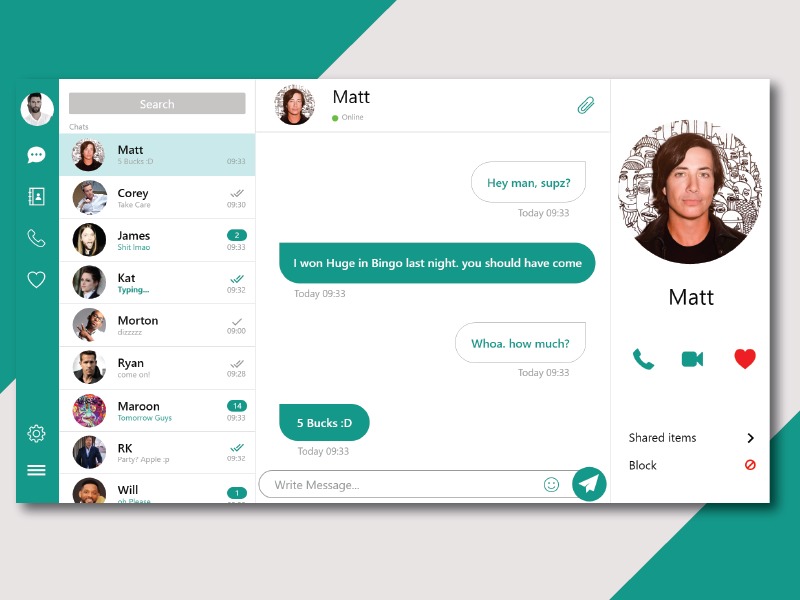 Search
Chats
Matt
5 Bucks :D
09:33
Corey
Take Care
09:30
James
2
Shit lmao
09:33
Kat
Typing...
09:32
Morton
dizzzzz
09:00
Ryan
come on!
09:28
Maroon
14
Tomorrow Guys
09:33
RK
Party? Apple :p
09:32
Will
1
oh Please
Matt
Online
Hey man, supz?
Today 09:33
I won Huge in Bingo last night. you should have come
Today 09:33
Whoa. how much?
Today 09:33
5 Bucks :D
Today 09:33
Write Message...
Matt
Shared items
Block